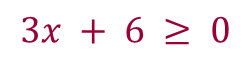 3x + 6 ≥ 0